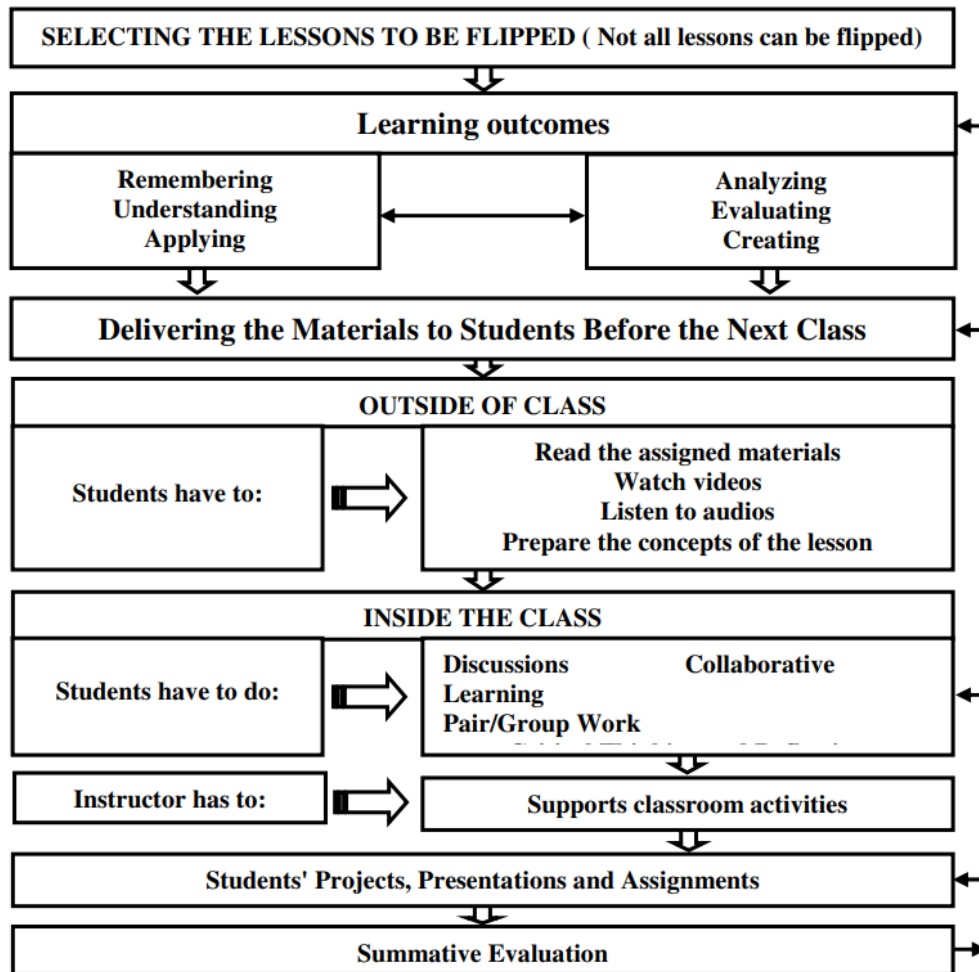 SELECTING THE LESSONS TO BE FLIPPED ( Not all lessons can be flipped)
Learning outcomes
Remembering
Understanding
Applying
Analyzing
Evaluating
Creating
Delivering the Materials to Students Before the Next Class
OUTSIDE OF CLASS
Students have to:
Read the assigned materials
Watch videos
Listen to audios
Prepare the concepts of the lesson
INSIDE THE CLASS
Students have to do:
Discussions Collaborative
Learning
Pair/Group Work
Instructor has to:
Supports classroom activities
Students' Projects, Presentations and Assignments
Summative Evaluation